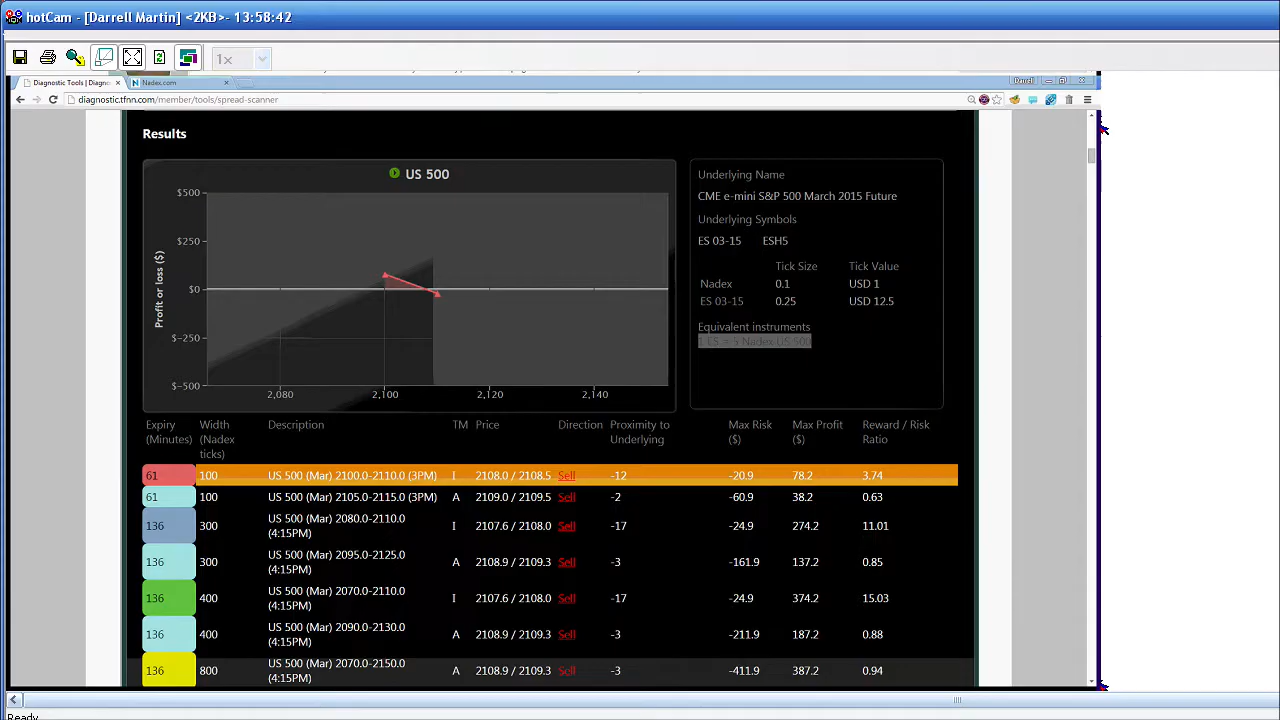 hotCam - [Darrell Martin] <2KB>- 13:58:42
1x
Diagnostic Tools | Diagno
Nadex.com
Darrell
diagnostic.tfnn.com/member/tools/spread-scanner
Results
US 500
$500
$250
$0
$-250
$-500
Profit or loss ($)
2,080
2,100
2,120
2,140
Underlying Name
CME e-mini S&P 500 March 2015 Future
Underlying Symbols
ES 03-15 ESH5
Tick Size Tick Value
Nadex 0.1 USD 1
ES 03-15 0.25 USD 12.5
Equivalent instruments
1 ES = 5 Nadex US 500
Expiry (Minutes) Width (Nadex ticks) Description TM Price Direction Proximity to Underlying Max Risk ($) Max Profit ($) Reward / Risk Ratio
61 100 US 500 (Mar) 2100.0-2110.0 (3PM) I 2108.0 / 2108.5 Sell -12 -20.9 78.2 3.74
61 100 US 500 (Mar) 2105.0-2115.0 (3PM) A 2109.0 / 2109.5 Sell -2 -60.9 38.2 0.63
136 300 US 500 (Mar) 2080.0-2110.0 (4:15PM) I 2107.6 / 2108.0 Sell -17 -24.9 274.2 11.01
136 300 US 500 (Mar) 2095.0-2125.0 (4:15PM) A 2108.9 / 2109.3 Sell -3 -161.9 137.2 0.85
136 400 US 500 (Mar) 2070.0-2110.0 (4:15PM) I 2107.6 / 2108.0 Sell -17 -24.9 374.2 15.03
136 400 US 500 (Mar) 2090.0-2130.0 (4:15PM) A 2108.9 / 2109.3 Sell -3 -211.9 187.2 0.88
136 800 US 500 (Mar) 2070.0-2150.0 (4:15PM) A 2108.9 / 2109.3 Sell -3 -411.9 387.2 0.94
Ready